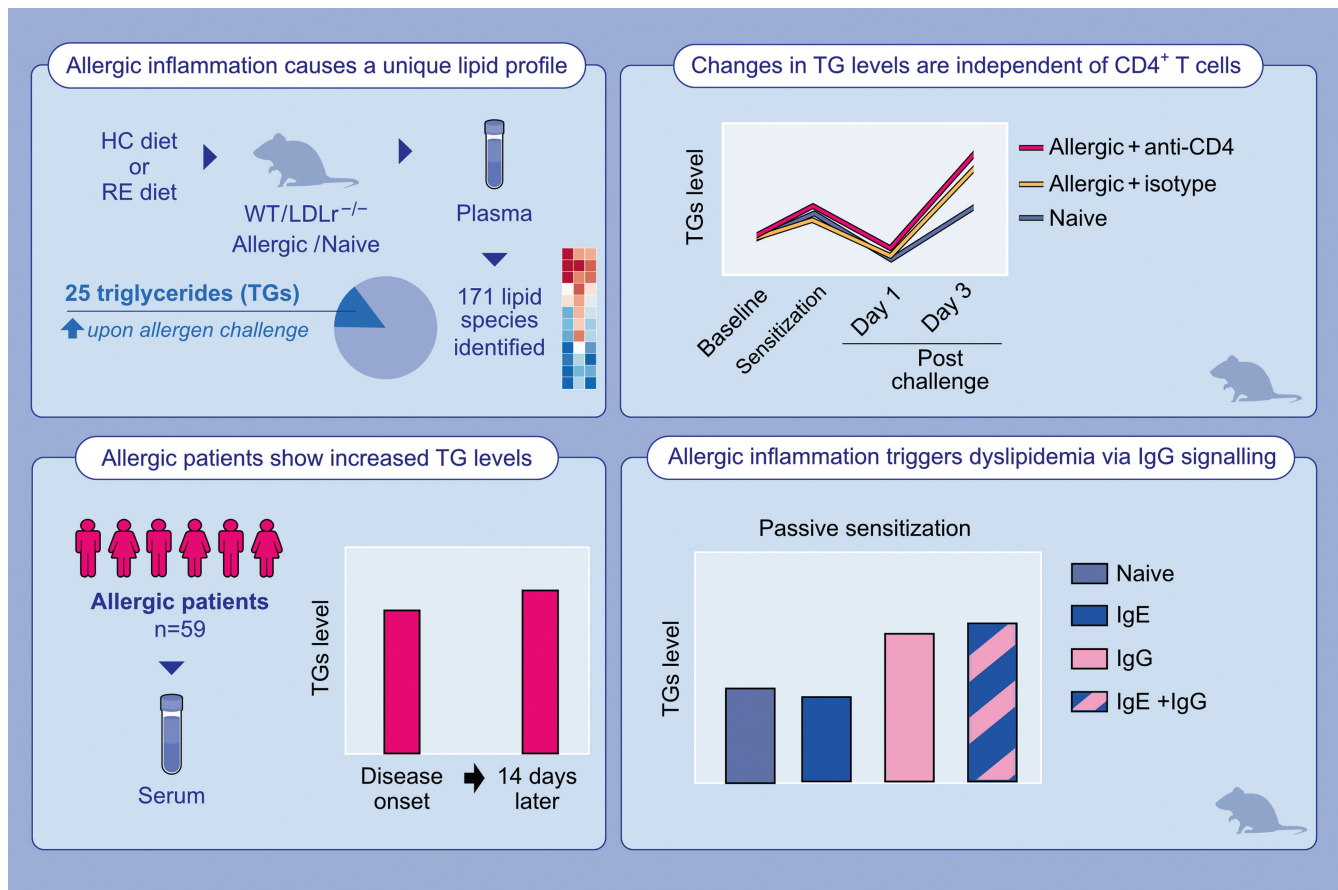 Allergic inflammation causes a unique lipid profile
HC diet
or
RE diet
WT/LDLr−/−
Allergic /Naive
Plasma
25 triglycerides (TGs)
upon allergen challenge
171 lipid
species
identified
Changes in TG levels are independent of CD4+ T cells
TGs level
Allergic + anti-CD4
Allergic + isotype
Naive
Baseline
Sensitization
Day 1
Day 3
Post
challenge
Allergic patients show increased TG levels
Allergic patients
n=59
Serum
TGs level
Disease
onset
14 days
later
Allergic inflammation triggers dyslipidemia via IgG signalling
Passive sensitization
TGs level
Naive
IgE
IgG
IgE +IgG